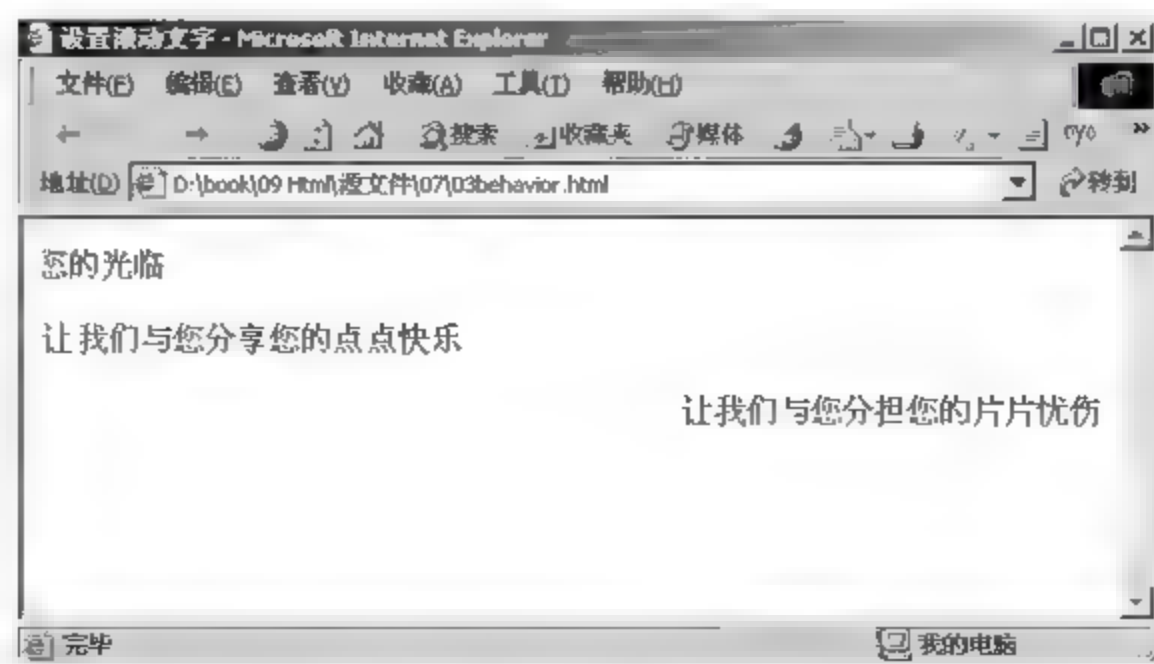 设置滚动文字 - Microsoft Internet Explorer
文件(F) 编辑(E) 查看(V) 收藏(A) 工具(T) 帮助(H)
搜索 收藏夹 媒体 »
地址(D) D:\book\09 Html\源文件\07\03behavior.html 转到
您的光临
让我们与您分享您的点点快乐
让我们与您分担您的片片忧伤
完毕 我的电脑